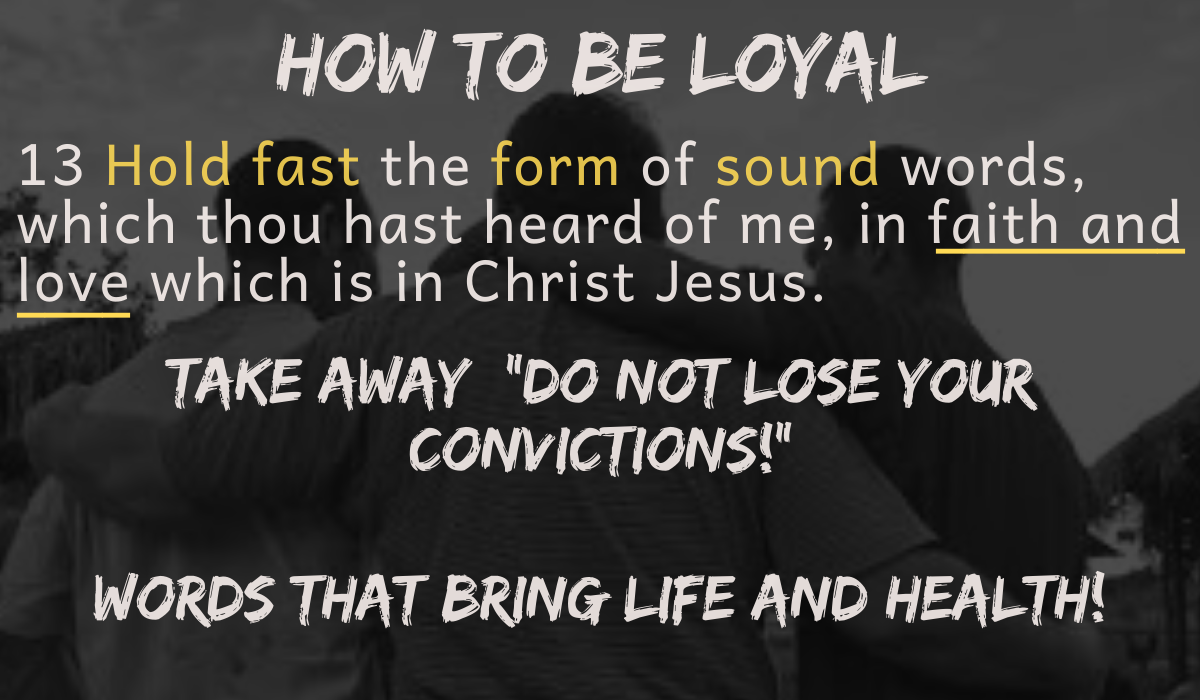 HOW TO BE LOYAL
13 Hold fast the form of sound words,
which thou hast heard of me, in faith and
love which is in Christ Jesus.
TAKE AWAY "DO NOT LOSE YOUR
CONVICTIONS!"
WORDS THAT BRING LIFE AND HEALTH!